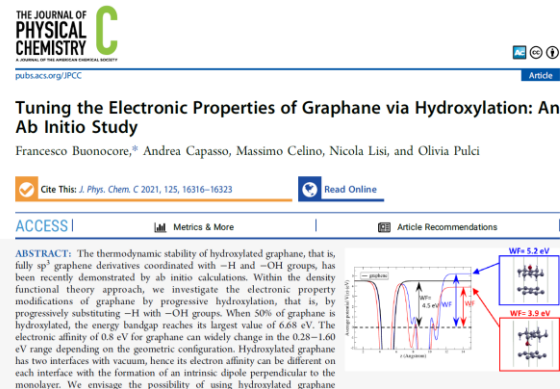 THE JOURNAL OF
PHYSICAL
CHEMISTRY C
A JOURNAL OF THE AMERICAN CHEMICAL SOCIETY
pubs.acs.org/JPCC
Article
Tuning the Electronic Properties of Graphane via Hydroxylation: An
Ab Initio Study
Francesco Buonocore,* Andrea Capasso, Massimo Celino, Nicola Lisi, and Olivia Pulci
Cite This: J. Phys. Chem. C 2021, 125, 16316–16323
Read Online
ACCESS
Metrics & More
Article Recommendations
ABSTRACT: The thermodynamic stability of hydroxylated graphane, that is,
fully sp³ graphene derivatives coordinated with −H and −OH groups, has
been recently demonstrated by ab initio calculations. Within the density
functional theory approach, we investigate the electronic property
modifications of graphane by progressive hydroxylation, that is, by
progressively substituting −H with −OH groups. When 50% of graphane is
hydroxylated, the energy bandgap reaches its largest value of 6.68 eV. The
electronic affinity of 0.8 eV for graphane can widely change in the 0.28−1.60
eV range depending on the geometric configuration. Hydroxylated graphane
has two interfaces with vacuum, hence its electron affinity can be different on
each interface with the formation of an intrinsic dipole perpendicular to the
monolayer. We envisage the possibility of using hydroxylated graphane
graphene
WF=
4.5 eV
WF
WF
z (Angstrom)
WF= 5.2 eV
WF= 3.9 eV